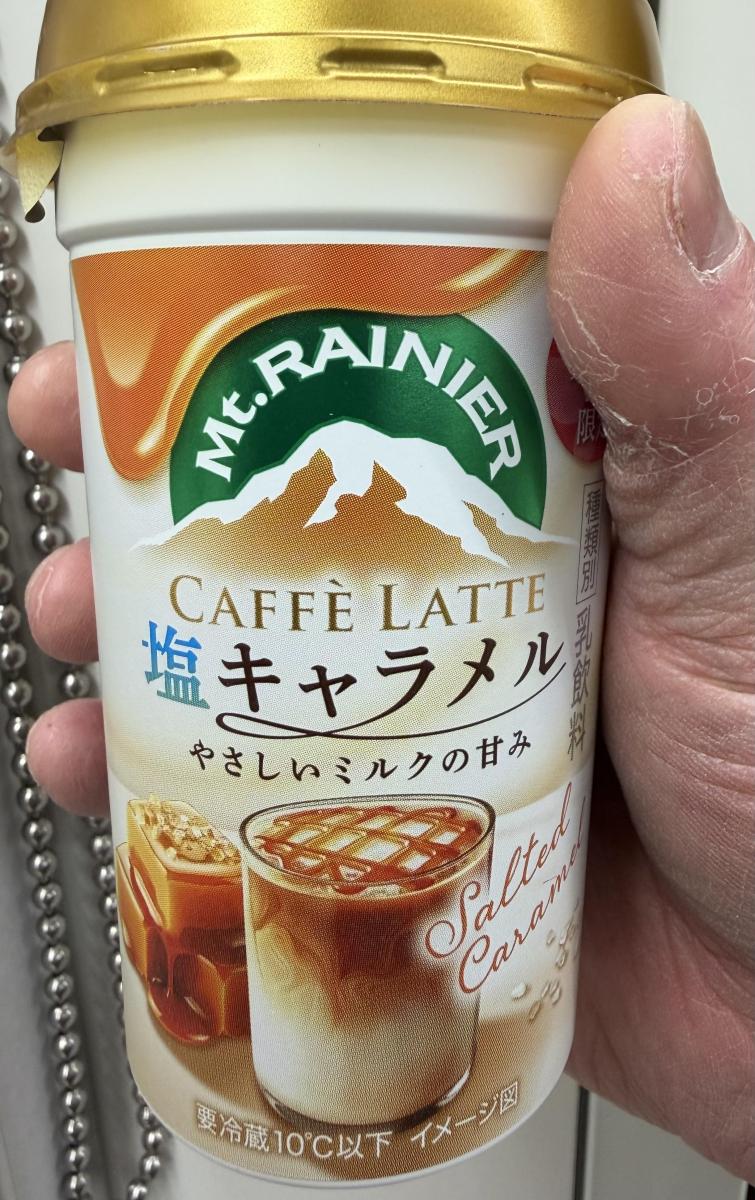 Mt. RAINIER
CAFFÈ LATTE
塩キャラメル
やさしいミルクの甘み
Salted
Caramel
種類別 乳飲料
要冷蔵10℃以下 イメージ図